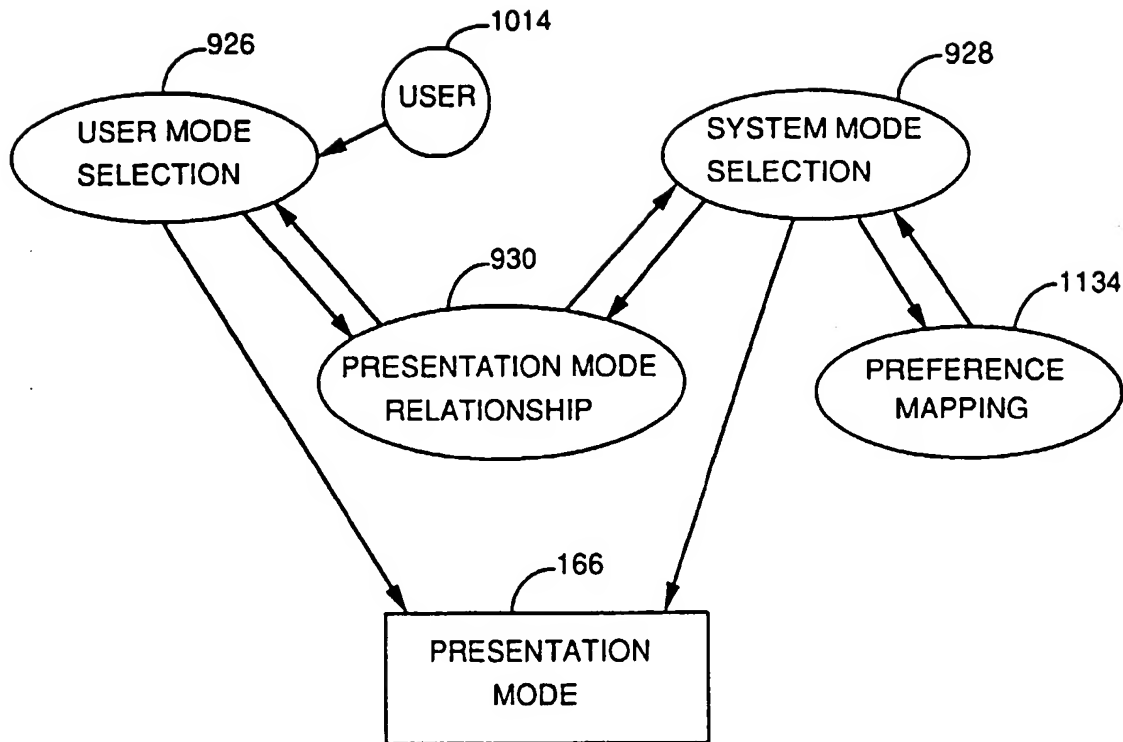 1014
926
USER
928
USER MODE
SELECTION
SYSTEM MODE
SELECTION
930
1134
PRESENTATION MODE
RELATIONSHIP
PREFERENCE
MAPPING
166
PRESENTATION
MODE